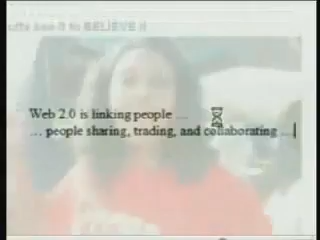 see it to BELIEVE it
Web 2.0 is linking people ...
... people sharing, trading, and collaborating ...